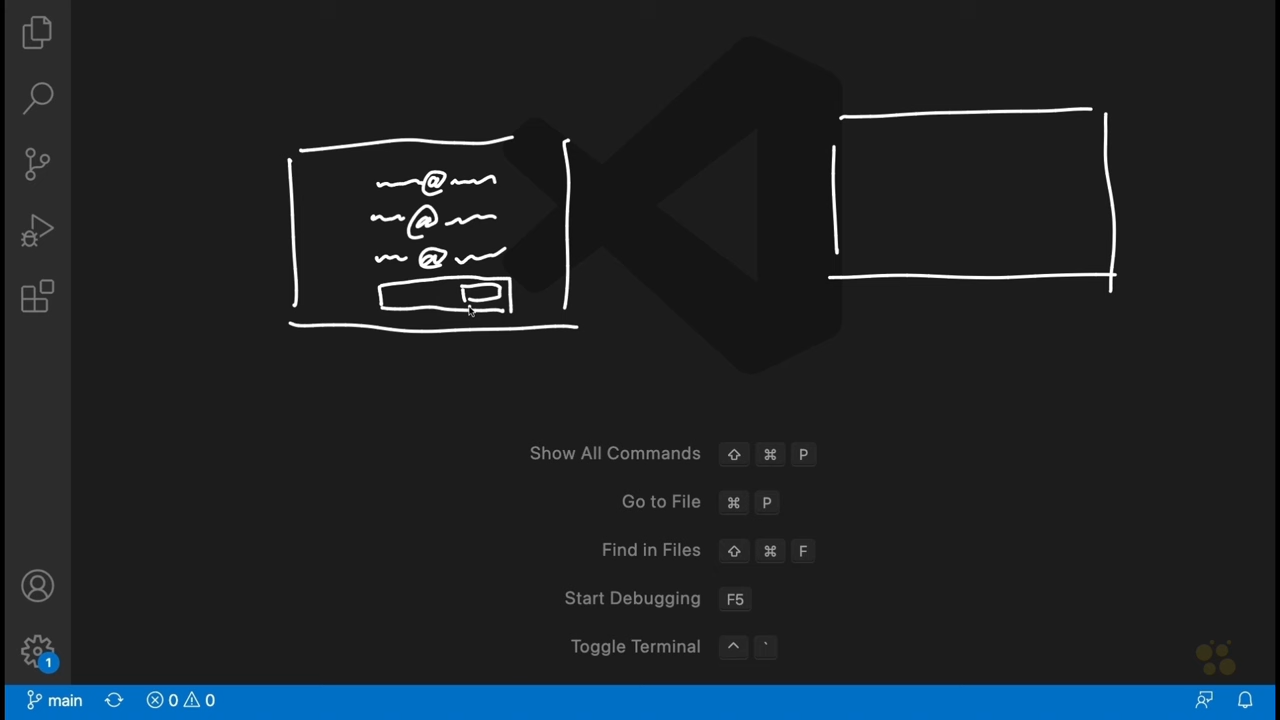 @
@
@
Show All Commands ⇧ ⌘ P
Go to File ⌘ P
Find in Files ⇧ ⌘ F
Start Debugging F5
Toggle Terminal ^ `
1
main 0 0